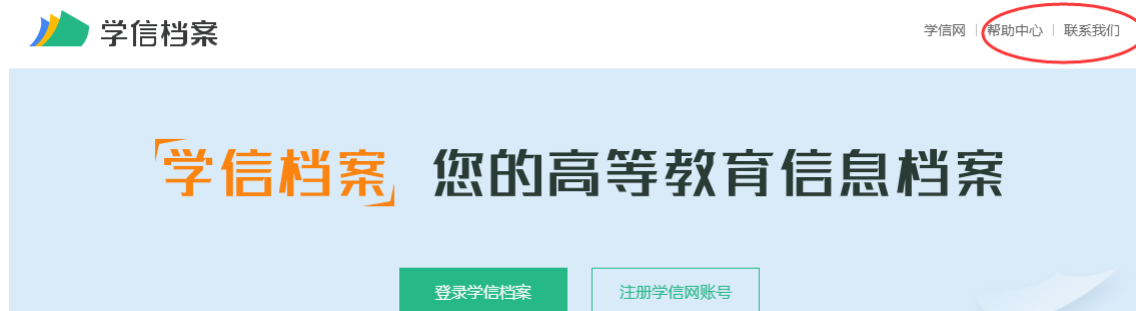 学信档案
学信网 | 帮助中心 | 联系我们
学信档案 您的高等教育信息档案
登录学信档案 注册学信网账号